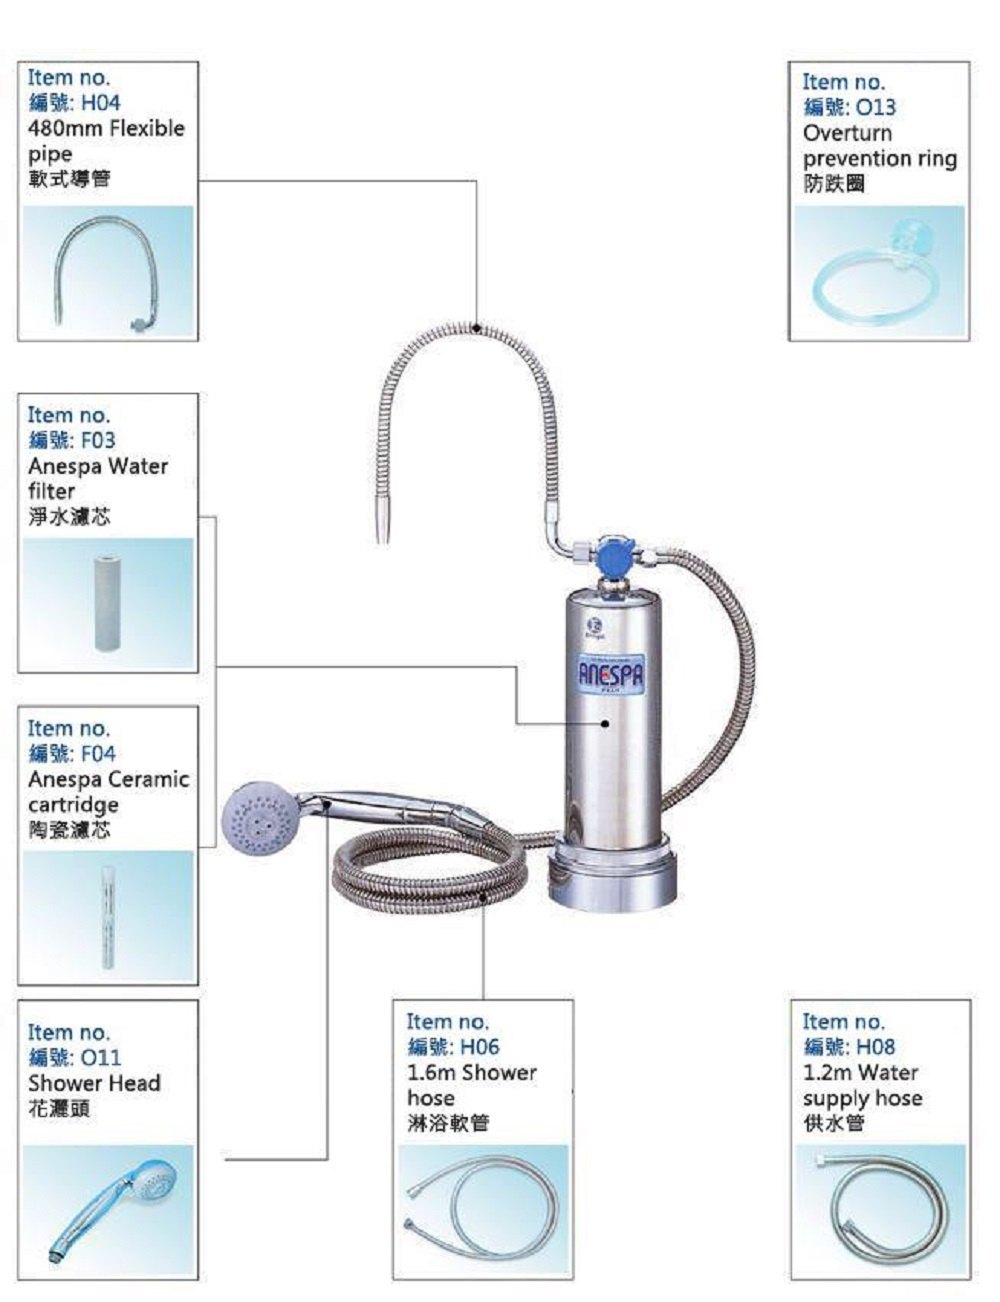 Item no.
編號: H04
480mm Flexible
pipe
軟式導管
Item no.
編號: O13
Overturn
prevention ring
防跌圈
Item no.
編號: F03
Anespa Water
filter
淨水濾芯
ANESPA
Item no.
編號: F04
Anespa Ceramic
cartridge
陶瓷濾芯
Item no.
編號: O11
Shower Head
花灑頭
Item no.
編號: H06
1.6m Shower
hose
淋浴軟管
Item no.
編號: H08
1.2m Water
supply hose
供水管